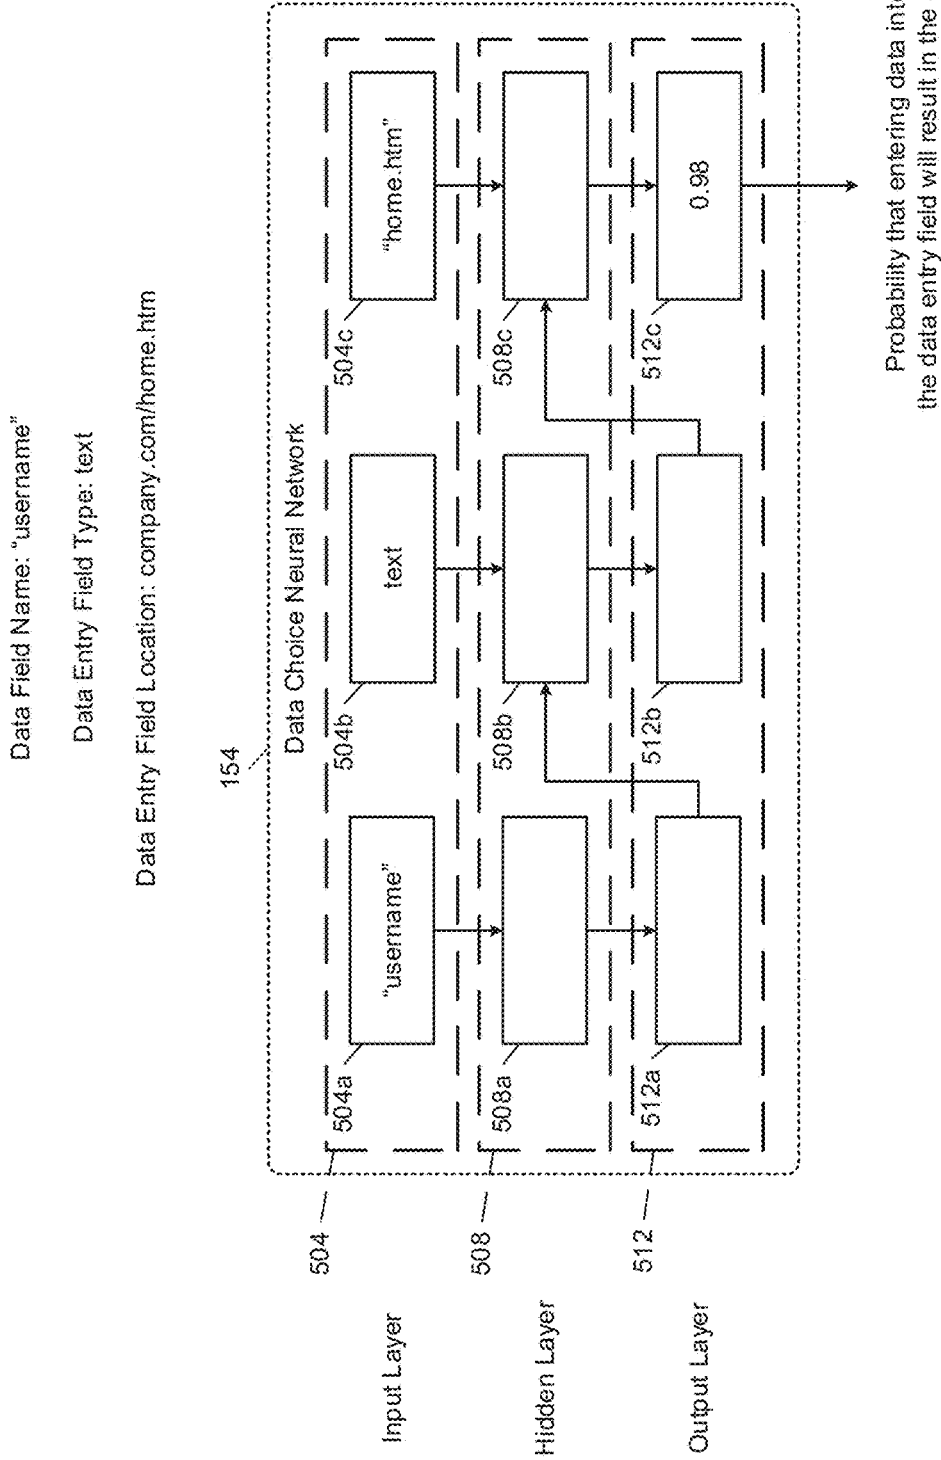 Data Field Name: "username"
Data Entry Field Type: text
Data Entry Field Location: company.com/home.htm
154
Data Choice Neural Network
Input Layer
504
504a
"username"
504b
text
504c
"home.htm"
Hidden Layer
508
508a
508b
508c
Output Layer
512
512a
512b
512c
0.98
Probability that entering data into
the data entry field will result in the